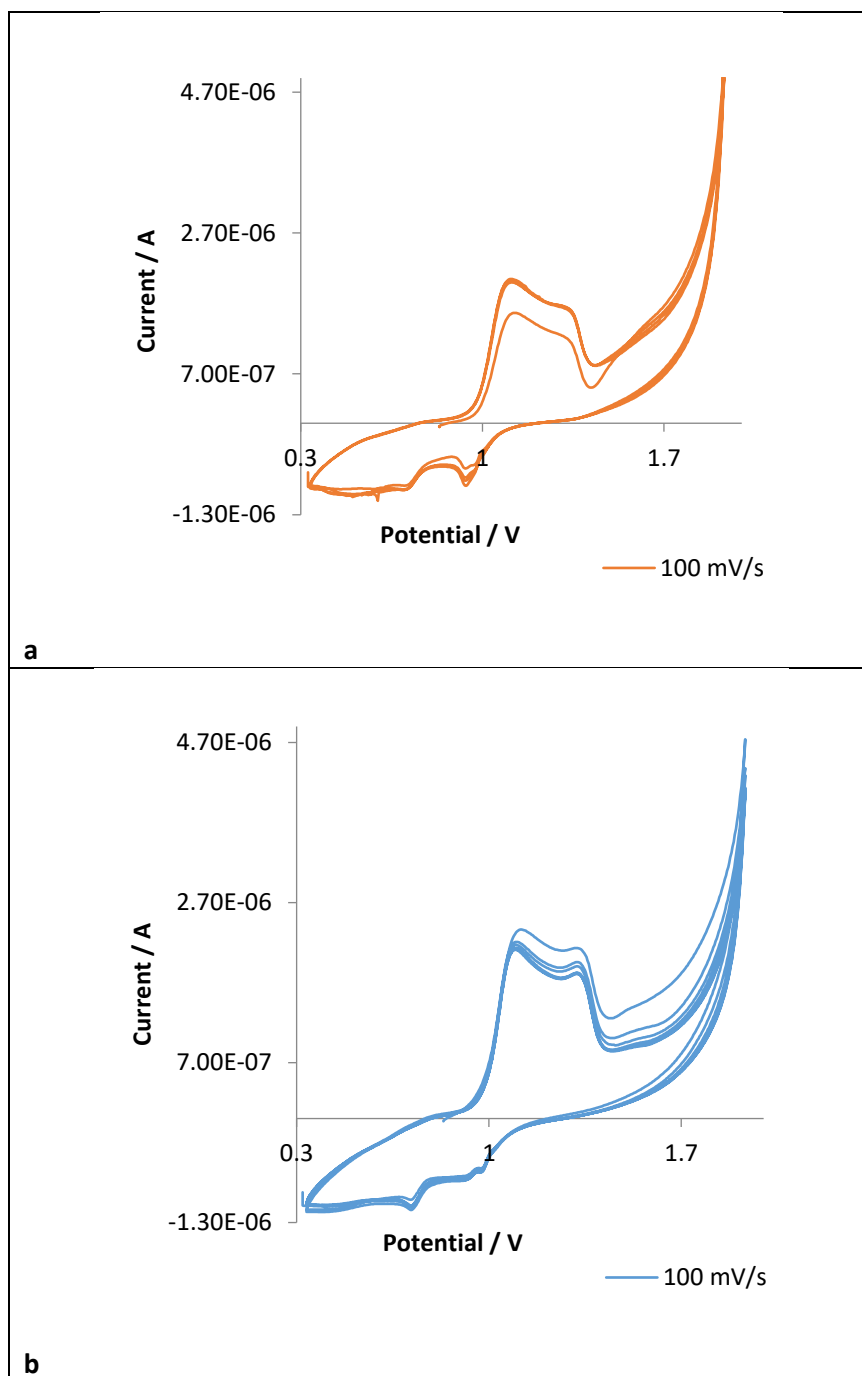 4.70E-06
2.70E-06
7.00E-07
-1.30E-06
Current / A
0.3
1
1.7
Potential / V
100 mV/s
a
4.70E-06
2.70E-06
7.00E-07
-1.30E-06
Current / A
0.3
1
1.7
Potential / V
100 mV/s
b